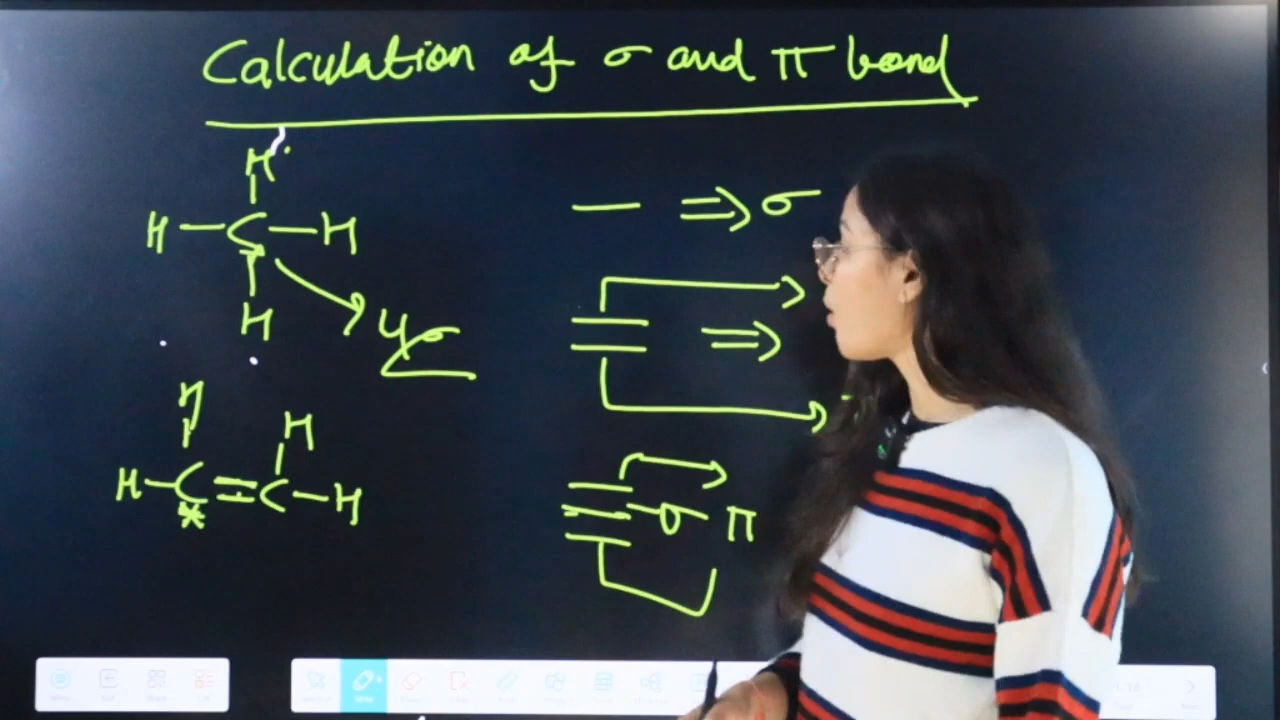 Calculation of σ and π bond
H
H—C—H
H
4σ
— ⇒ σ
⇒
H
H
H—C=C—H
*
σ π